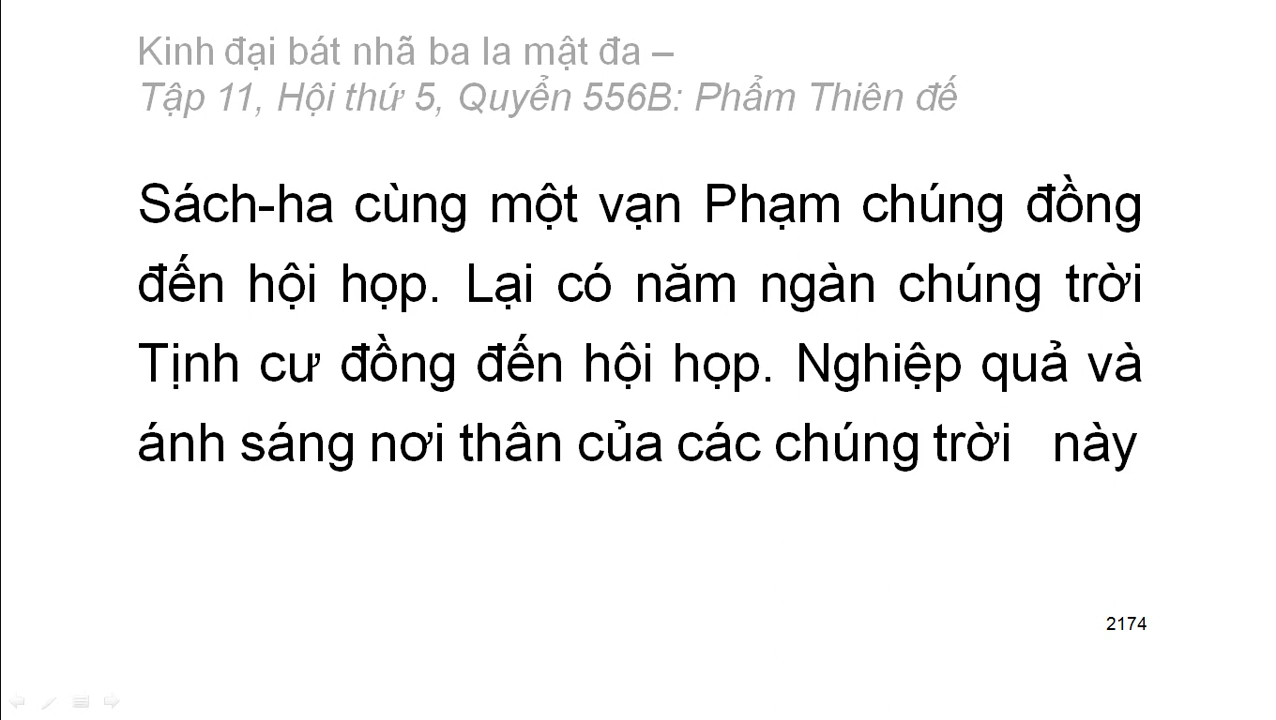 Kinh đại bát nhã ba la mật đa –
Tập 11, Hội thứ 5, Quyển 556B: Phẩm Thiên đế
Sách-ha cùng một vạn Phạm chúng đồng
đến hội họp. Lại có năm ngàn chúng trời
Tịnh cư đồng đến hội họp. Nghiệp quả và
ánh sáng nơi thân của các chúng trời này
2174